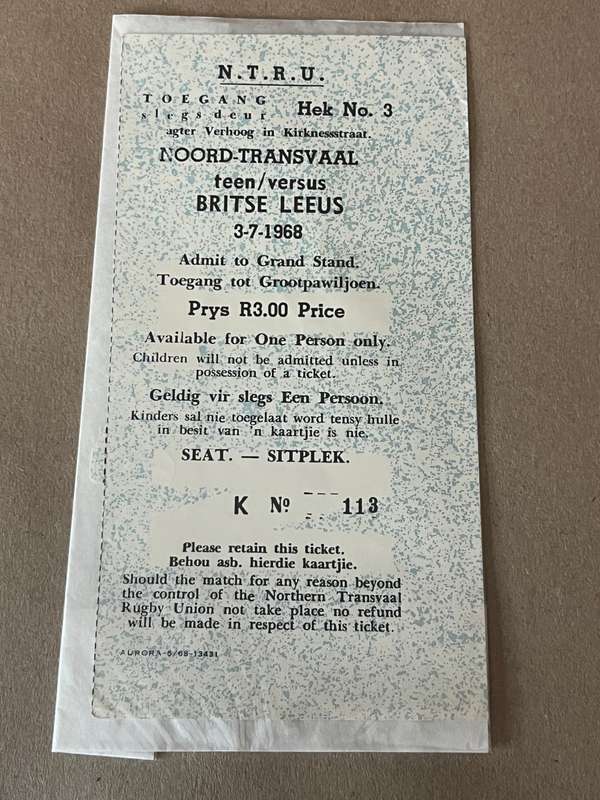 N.T.R.U.
TOEGANG
slegs deur
Hek No. 3
agter Verhoog in Kirknessstraat.
NOORD-TRANSVAAL
teen/versus
BRITSE LEEUS
3-7-1968
Admit to Grand Stand.
Toegang tot Grootpawiljoen.
Prys R3.00 Price
Available for One Person only.
Children will not be admitted unless in
possession of a ticket.
Geldig vir slegs Een Persoon.
Kinders sal nie toegelaat word tensy hulle
in besit van 'n kaartjie is nie.
SEAT. — SITPLEK.
K Nº 113
Please retain this ticket.
Behou asb. hierdie kaartjie.
Should the match for any reason beyond
the control of the Northern Transvaal
Rugby Union not take place no refund
will be made in respect of this ticket.
AURORA-5/68-13431